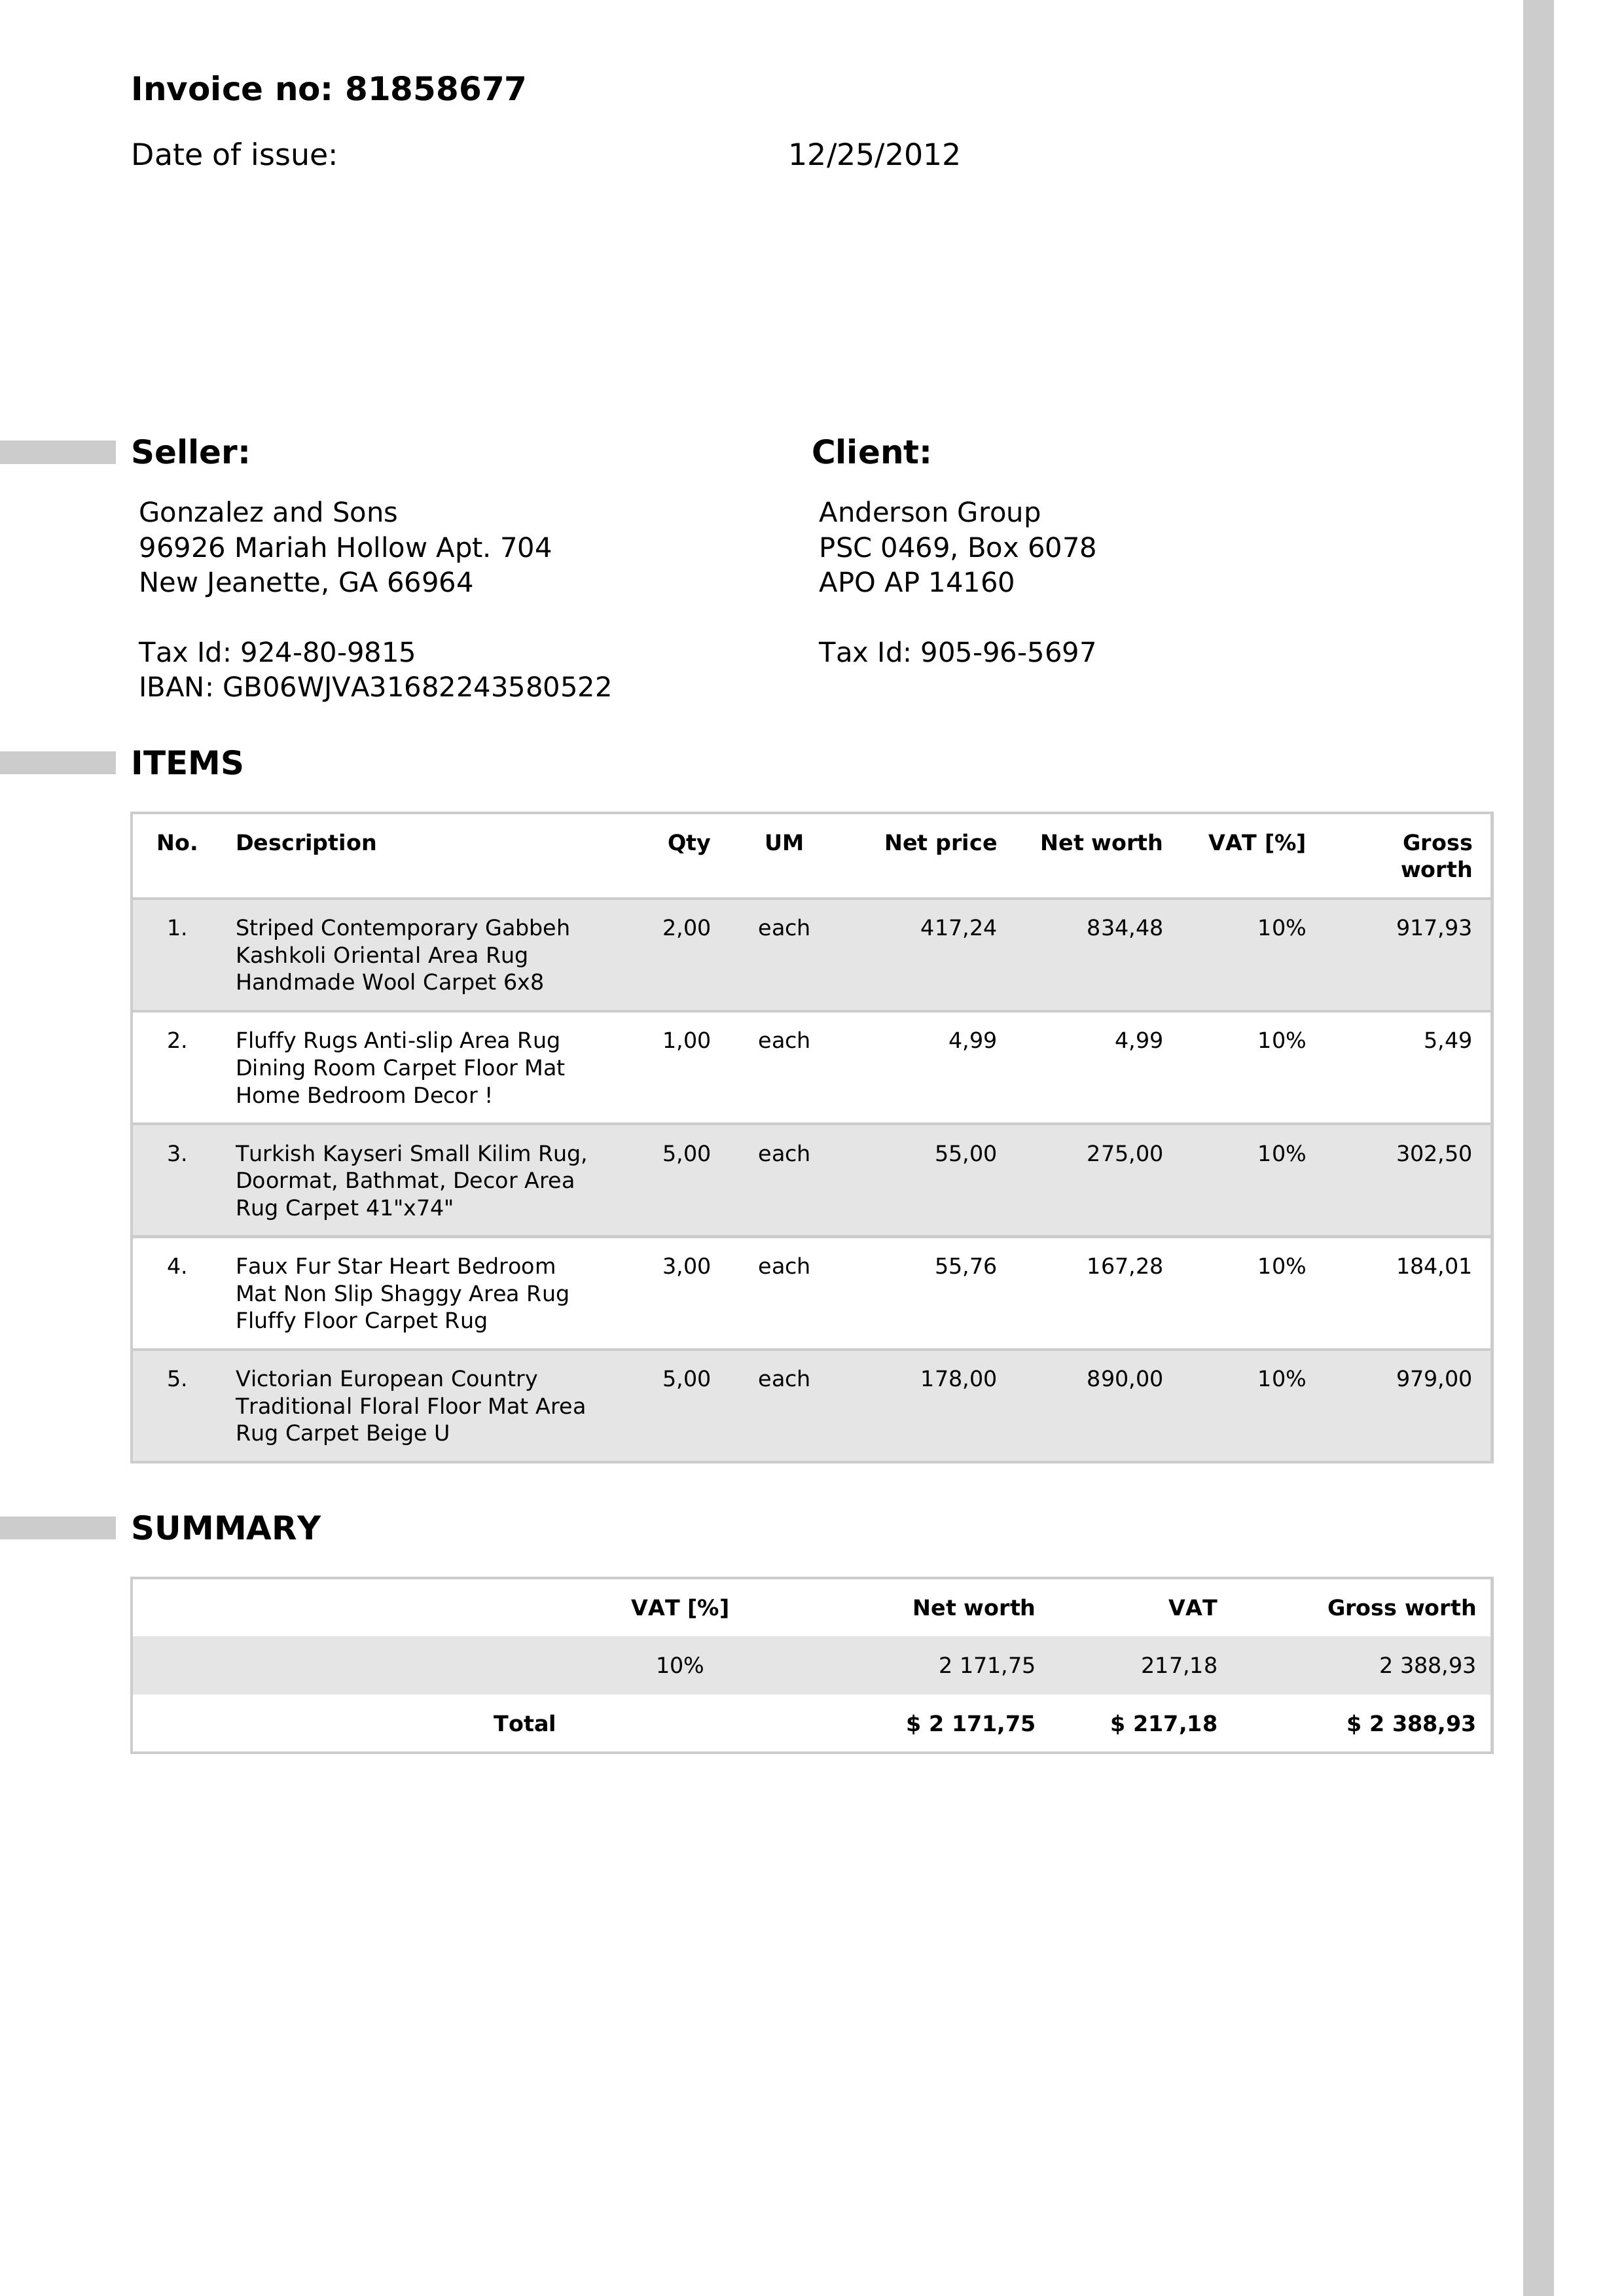 Invoice no: 81858677
Date of issue: 12/25/2012
Seller: Client:
Gonzalez and Sons Anderson Group
96926 Mariah Hollow Apt. 704 PSC 0469, Box 6078
New Jeanette, GA 66964 APO AP 14160
Tax Id: 924-80-9815 Tax Id: 905-96-5697
IBAN: GB06WJVA31682243580522
ITEMS
No. Description Qty UM Net price Net worth VAT [%] Gross
worth
1. Striped Contemporary Gabbeh 2,00 each 417,24 834,48 10% 917,93
Kashkoli Oriental Area Rug
Handmade Wool Carpet 6x8
2. Fluffy Rugs Anti-slip Area Rug 1,00 each 4,99 4,99 10% 5,49
Dining Room Carpet Floor Mat
Home Bedroom Decor !
3. Turkish Kayseri Small Kilim Rug, 5,00 each 55,00 275,00 10% 302,50
Doormat, Bathmat, Decor Area
Rug Carpet 41"x74"
4. Faux Fur Star Heart Bedroom 3,00 each 55,76 167,28 10% 184,01
Mat Non Slip Shaggy Area Rug
Fluffy Floor Carpet Rug
5. Victorian European Country 5,00 each 178,00 890,00 10% 979,00
Traditional Floral Floor Mat Area
Rug Carpet Beige U
SUMMARY
VAT [%] Net worth VAT Gross worth
10% 2 171,75 217,18 2 388,93
Total $ 2 171,75 $ 217,18 $ 2 388,93